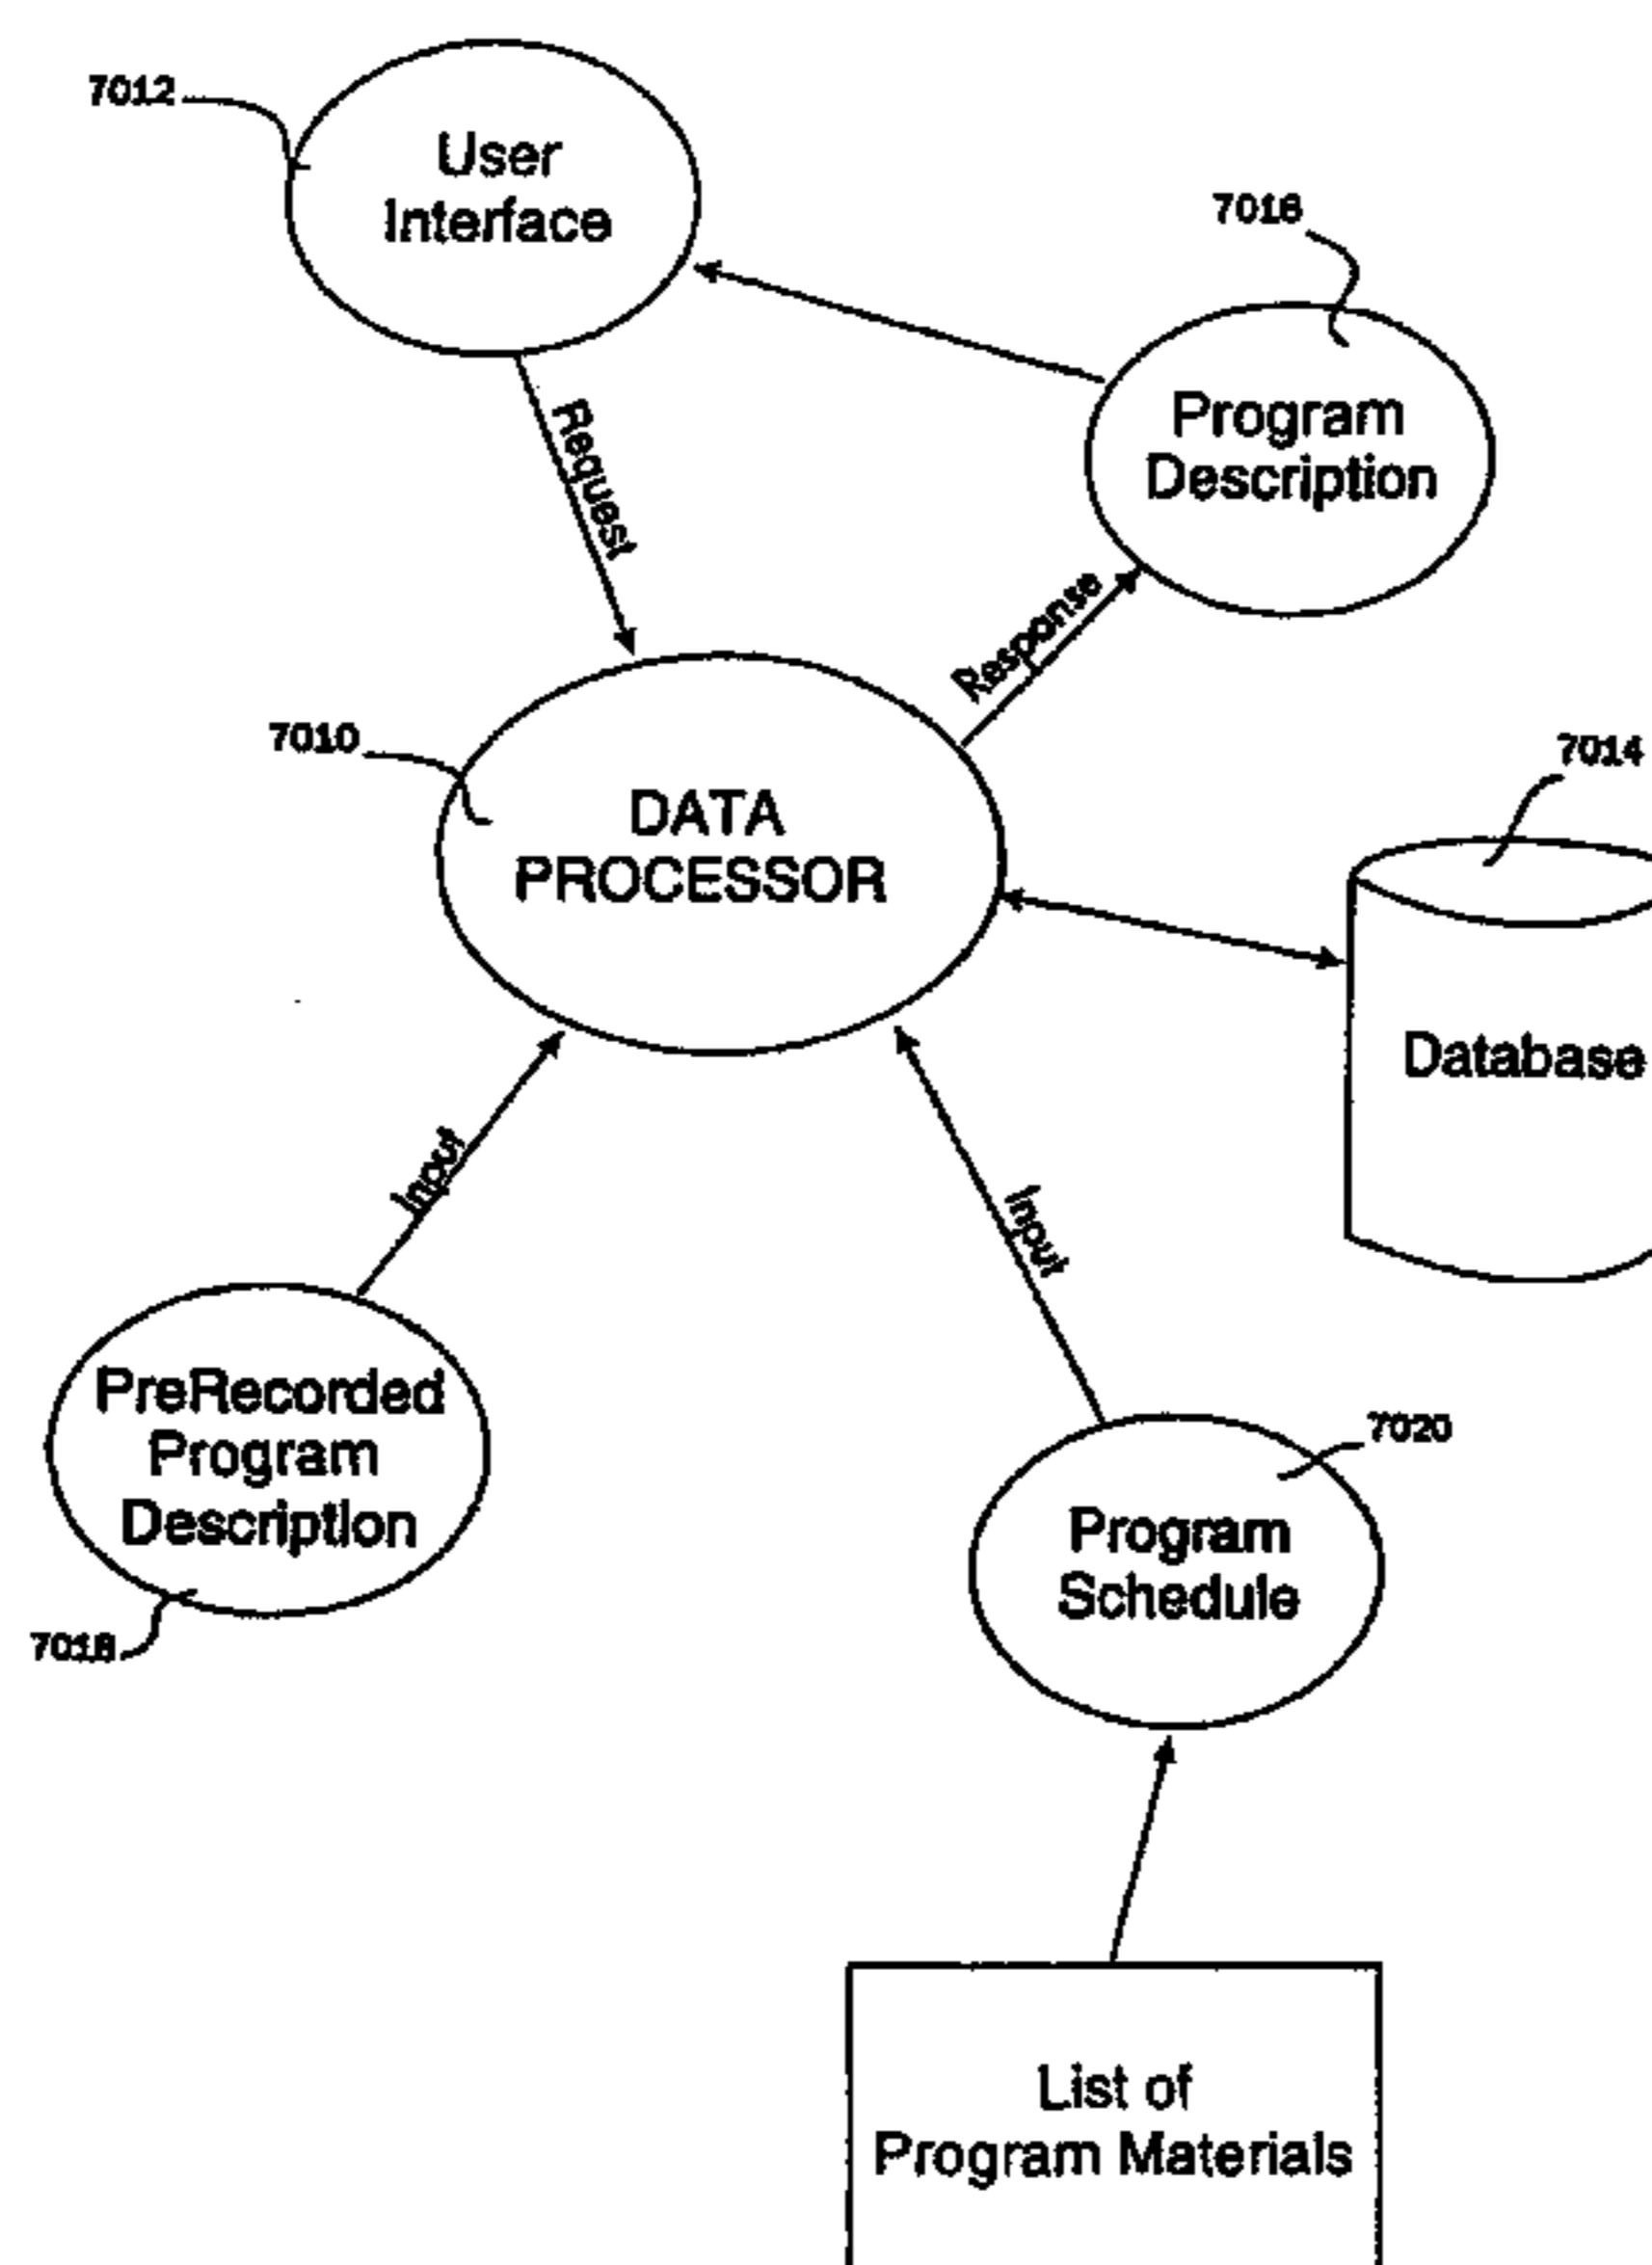 7012
User
Interface
7016
Program
Description
Request
Response
7010
DATA
PROCESSOR
7014
Database
Input
Input
PreRecorded
Program
Description
7018
7020
Program
Schedule
List of
Program Materials